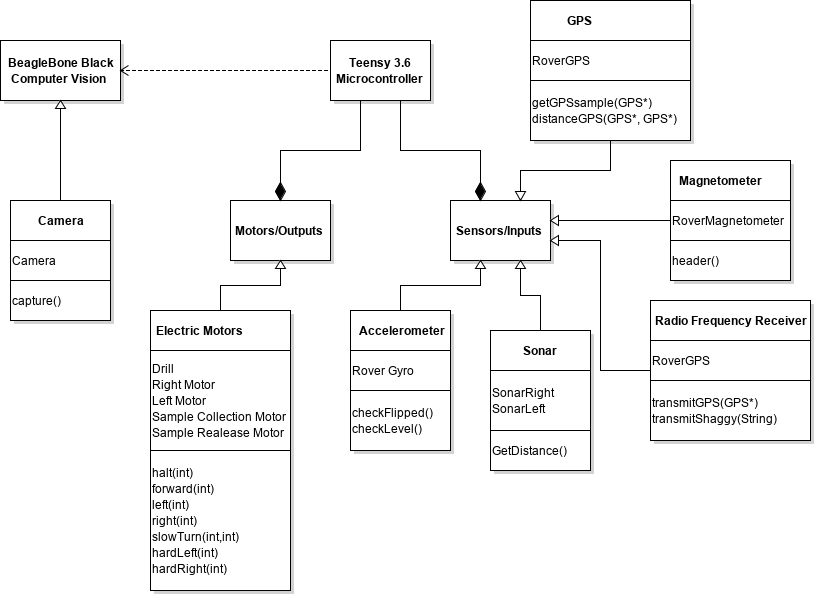 GPS
RoverGPS
getGPSsample(GPS*)
distanceGPS(GPS*, GPS*)
BeagleBone Black
Computer Vision
Teensy 3.6
Microcontroller
Magnetometer
RoverMagnetometer
header()
Camera
Camera
capture()
Motors/Outputs
Sensors/Inputs
Electric Motors
Drill
Right Motor
Left Motor
Sample Collection Motor
Sample Realease Motor
halt(int)
forward(int)
left(int)
right(int)
slowTurn(int,int)
hardLeft(int)
hardRight(int)
Accelerometer
Rover Gyro
checkFlipped()
checkLevel()
Sonar
SonarRight
SonarLeft
GetDistance()
Radio Frequency Receiver
RoverGPS
transmitGPS(GPS*)
transmitShaggy(String)